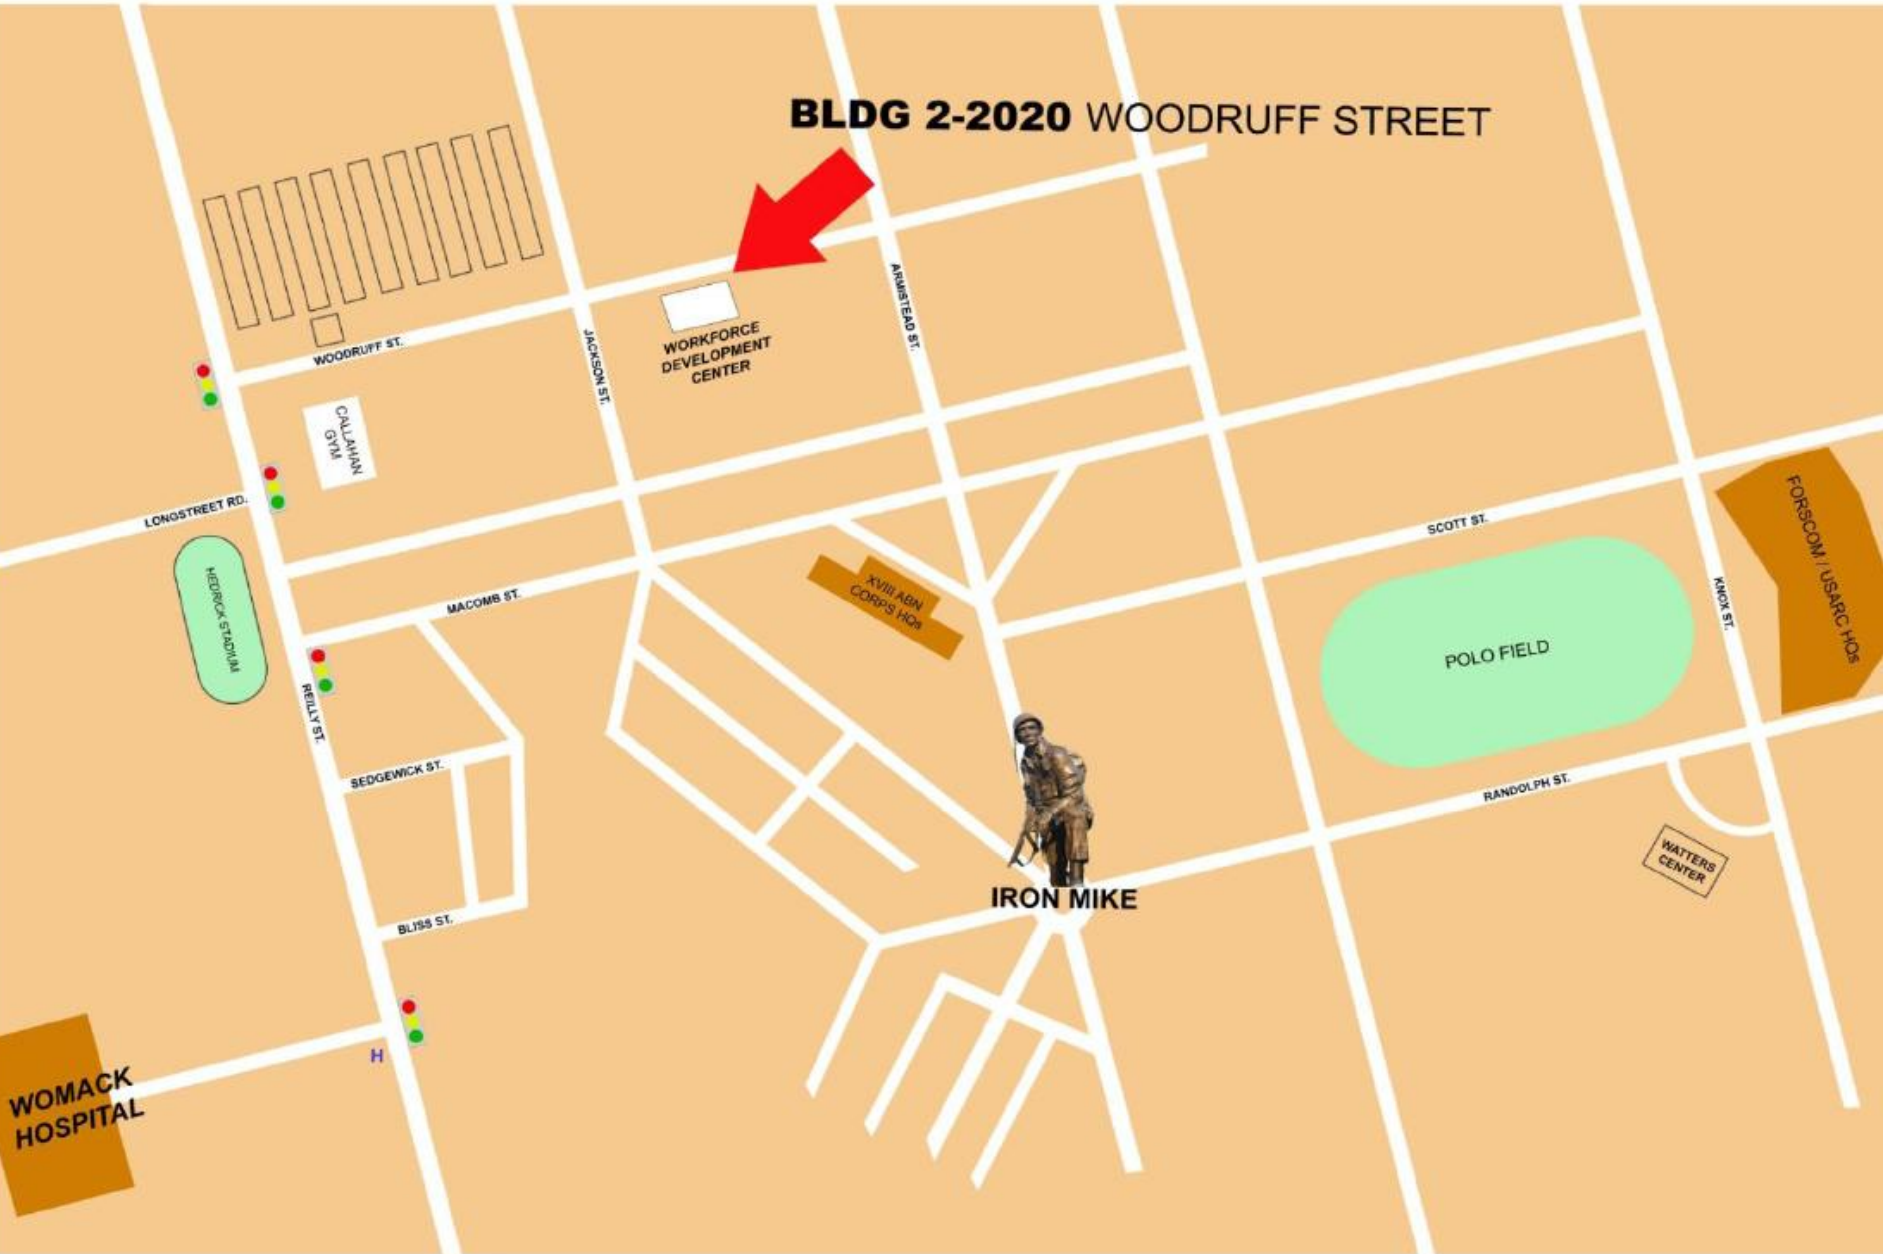 BLDG 2-2020 WOODRUFF STREET
WOODRUFF ST.
JACKSON ST.
WORKFORCE
DEVELOPMENT
CENTER
ARMISTEAD ST.
CALLAHAN
GYM
LONGSTREET RD.
HEDRICK STADIUM
MACOMB ST.
XVIII ABN
CORPS HQs
SCOTT ST.
FORSCOM / USARC HQs
KNOX ST.
POLO FIELD
REILLY ST.
SEDGEWICK ST.
RANDOLPH ST.
WATTERS
CENTER
IRON MIKE
BLISS ST.
H
WOMACK
HOSPITAL